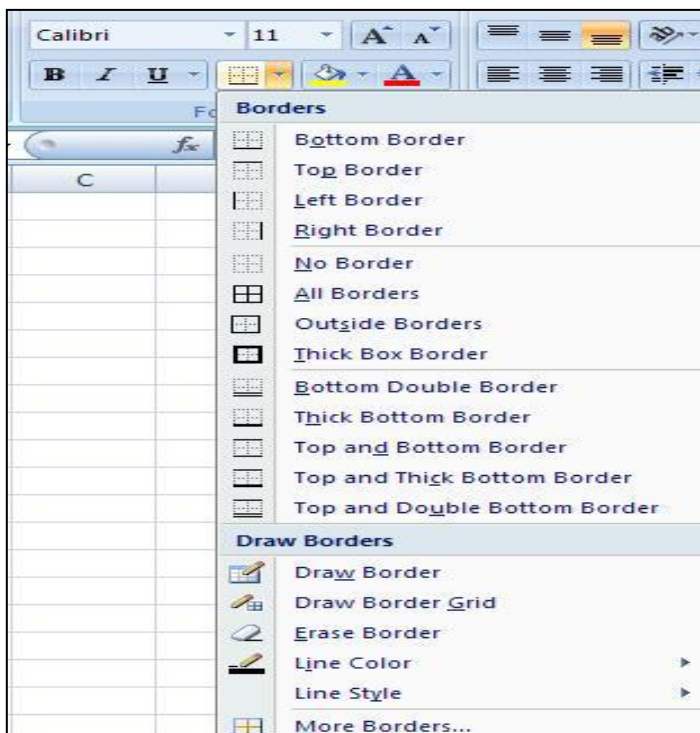 Calibri 11 A A
B I U A
Fo
Borders
fx
Bottom Border
C
Top Border
Left Border
Right Border
No Border
All Borders
Outside Borders
Thick Box Border
Bottom Double Border
Thick Bottom Border
Top and Bottom Border
Top and Thick Bottom Border
Top and Double Bottom Border
Draw Borders
Draw Border
Draw Border Grid
Erase Border
Line Color
Line Style
More Borders...